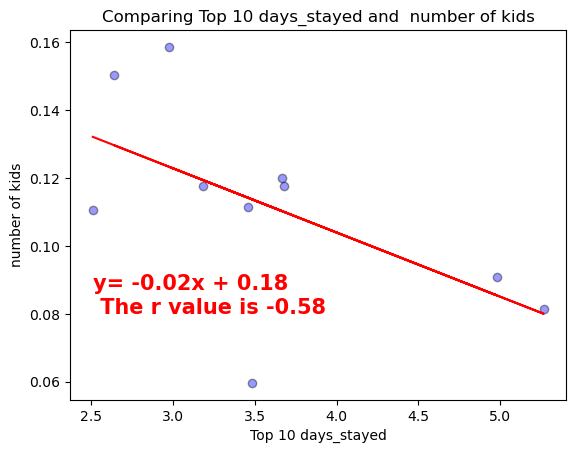 Comparing Top 10 days_stayed and  number of kids
0.16
0.14
0.12
0.10
0.08
0.06
number of kids
y= -0.02x + 0.18
The r value is -0.58
2.5 3.0 3.5 4.0 4.5 5.0
Top 10 days_stayed